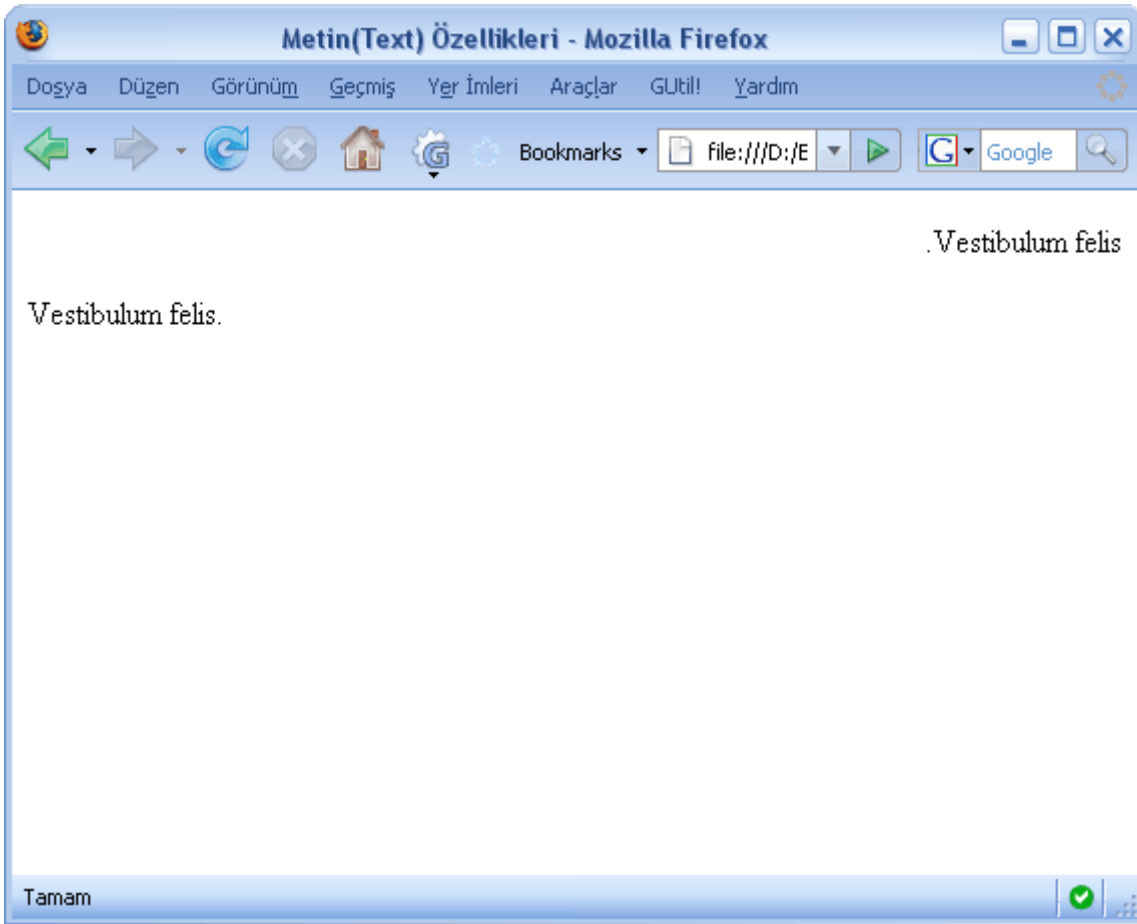 Metin(Text) Özellikleri - Mozilla Firefox
Dosya Düzen Görünüm Geçmiş Yer İmleri Araçlar GUtil! Yardım
G Bookmarks file:///D:/E G Google
.Vestibulum felis
Vestibulum felis.
Tamam